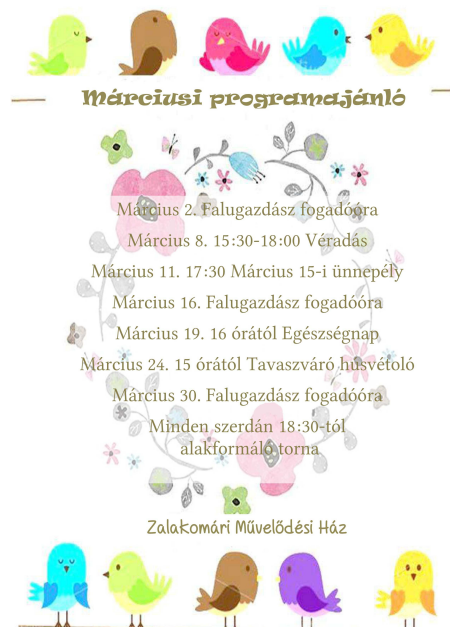 Márciusi programajánló
Március 2. Falugazdász fogadóóra
Március 8. 15:30-18:00 Véradás
Március 11. 17:30 Március 15-i ünnepély
Március 16. Falugazdász fogadóóra
Március 19. 16 órától Egészségnap
Március 24. 15 órától Tavaszváró húsvétoló
Március 30. Falugazdász fogadóóra
Minden szerdán 18:30-tól
alakformáló torna
Zalakomári Művelődési Ház